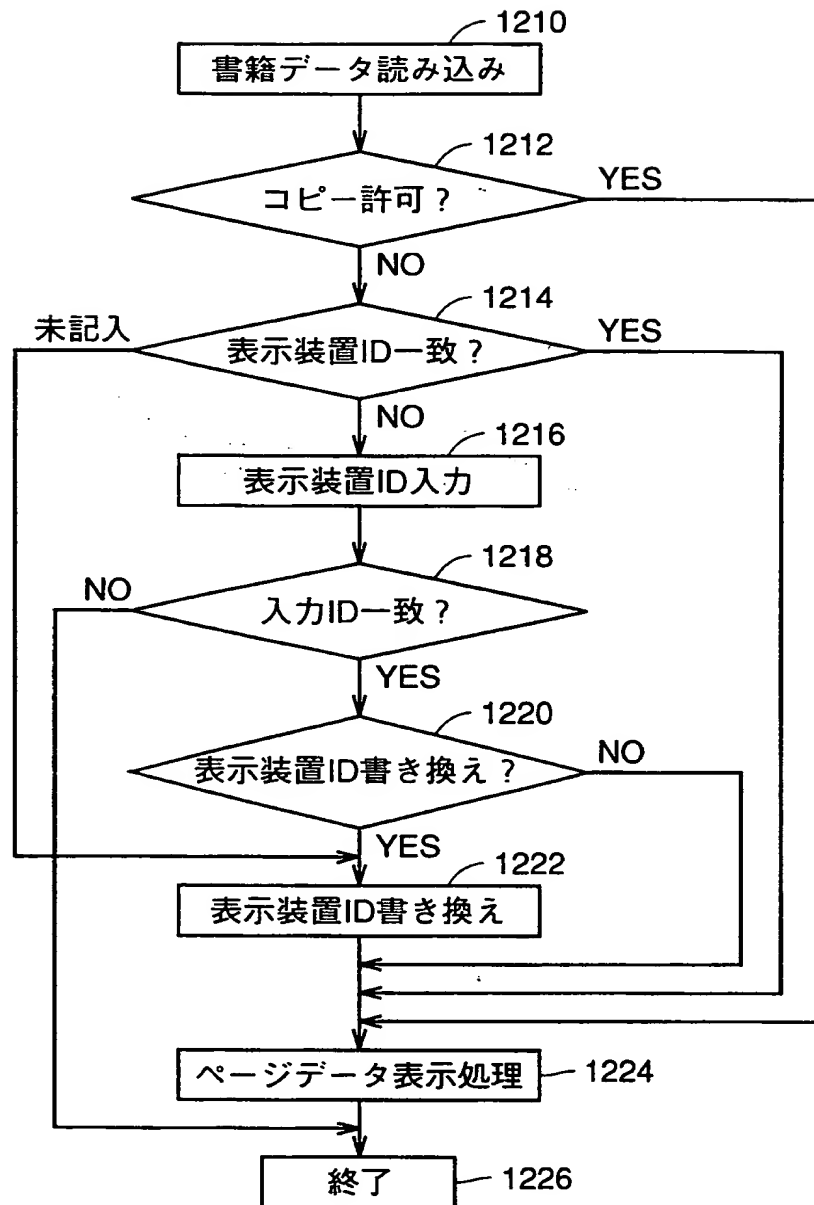 1210
書籍データ読み込み
1212
コピー許可？
YES
NO
1214
未記入
表示装置ID一致？
YES
NO
1216
表示装置ID入力
1218
NO
入力ID一致？
YES
1220
表示装置ID書き換え？
NO
YES
1222
表示装置ID書き換え
ページデータ表示処理
1224
終了
1226